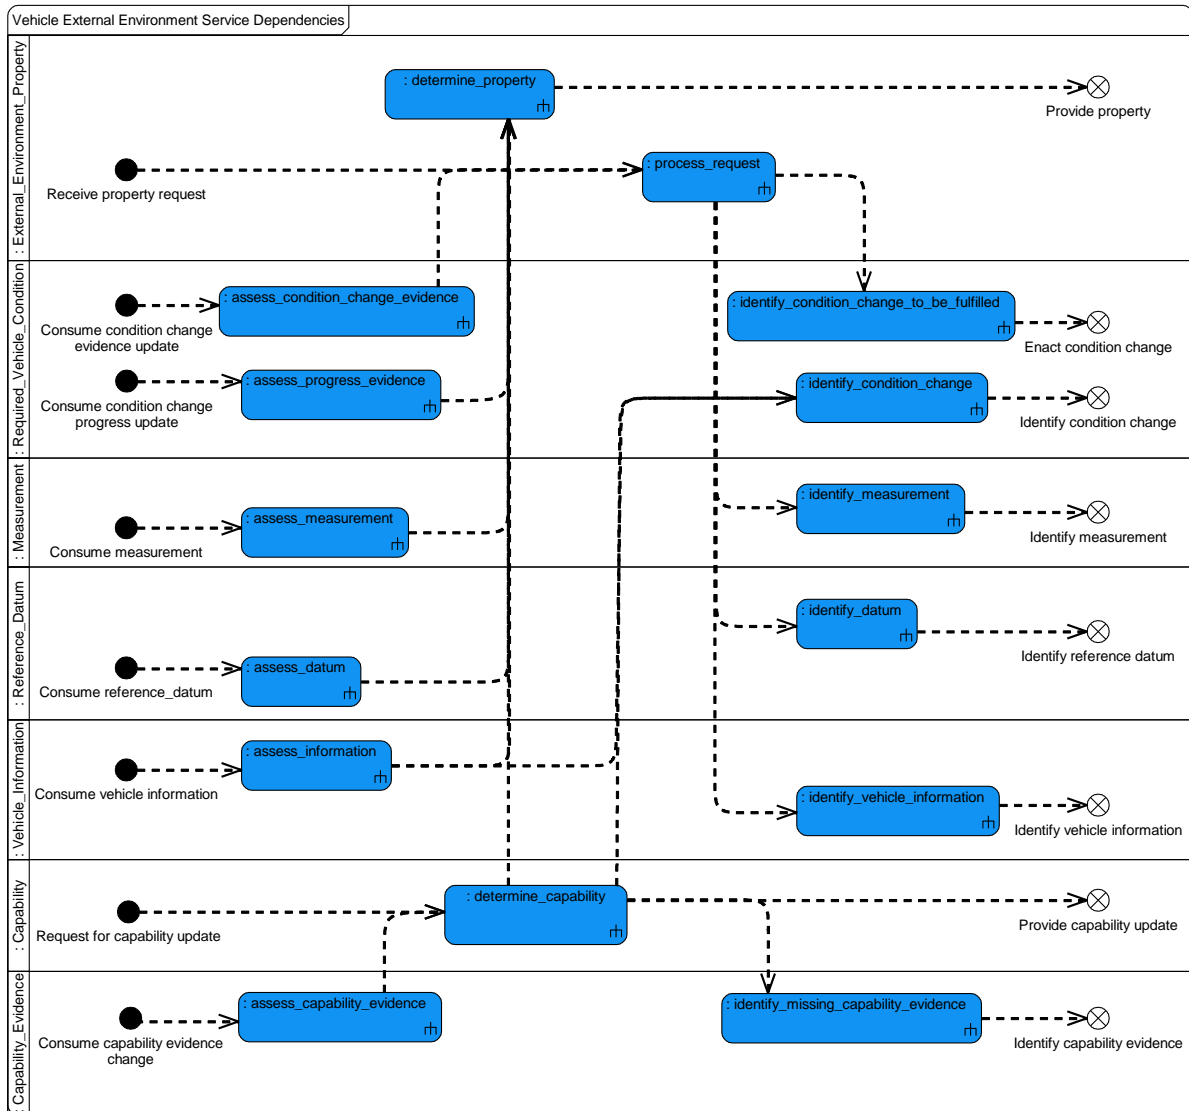 Vehicle External Environment Service Dependencies
: External_Environment_Property
: determine_property
Provide property
: process_request
Receive property request
: Required_Vehicle_Condition
: assess_condition_change_evidence
: identify_condition_change_to_be_fulfilled
Consume condition change
evidence update
Enact condition change
: assess_progress_evidence
: identify_condition_change
Consume condition change
progress update
Identify condition change
: Measurement
: identify_measurement
: assess_measurement
Identify measurement
Consume measurement
: Reference_Datum
: identify_datum
Identify reference datum
: assess_datum
Consume reference_datum
: Vehicle_Information
: assess_information
Consume vehicle information
: identify_vehicle_information
Identify vehicle information
: Capability
: determine_capability
Provide capability update
Request for capability update
: Capability_Evidence
: assess_capability_evidence
: identify_missing_capability_evidence
Consume capability evidence
change
Identify capability evidence